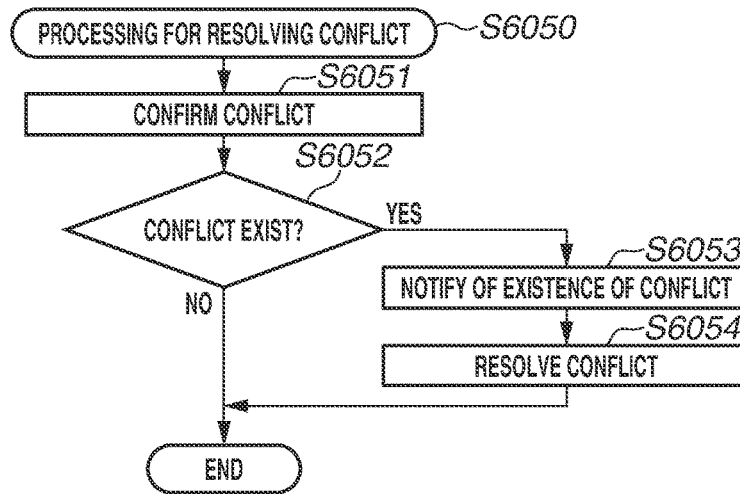 PROCESSING FOR RESOLVING CONFLICT
S6050
S6051
CONFIRM CONFLICT
S6052
CONFLICT EXIST?
YES
NO
S6053
NOTIFY OF EXISTENCE OF CONFLICT
S6054
RESOLVE CONFLICT
END